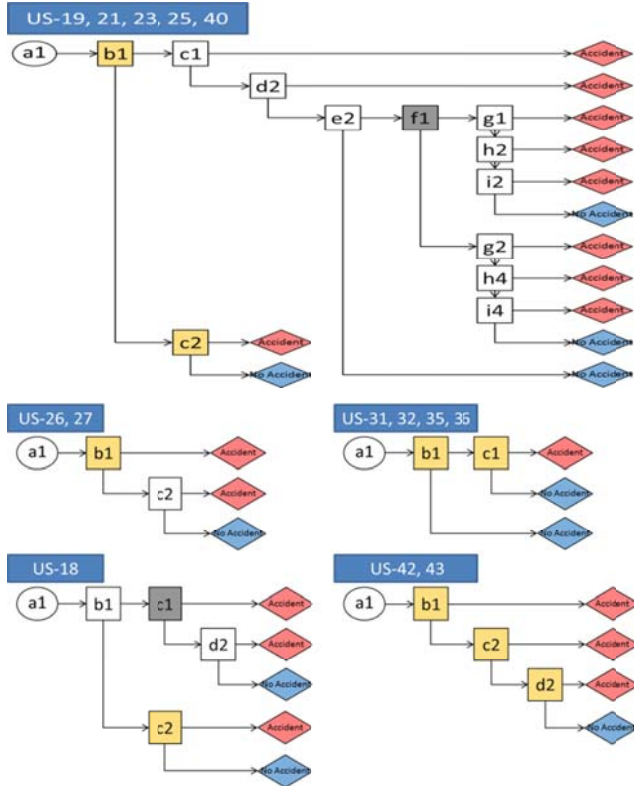 US-19, 21, 23, 25, 40
a1 b1 c1 Accident
d2 Accident
e2 f1 g1 Accident
h2 Accident
i2 Accident
No Accident
g2 Accident
h4 Accident
i4 Accident
c2 Accident No Accident
No Accident No Accident
US-26, 27 US-31, 32, 35, 36
a1 b1 Accident a1 b1 c1 Accident
c2 Accident No Accident
No Accident No Accident
US-18 US-42, 43
a1 b1 c1 Accident a1 b1 Accident
d2 Accident c2 Accident
No Accident d2 Accident
c2 Accident No Accident
No Accident